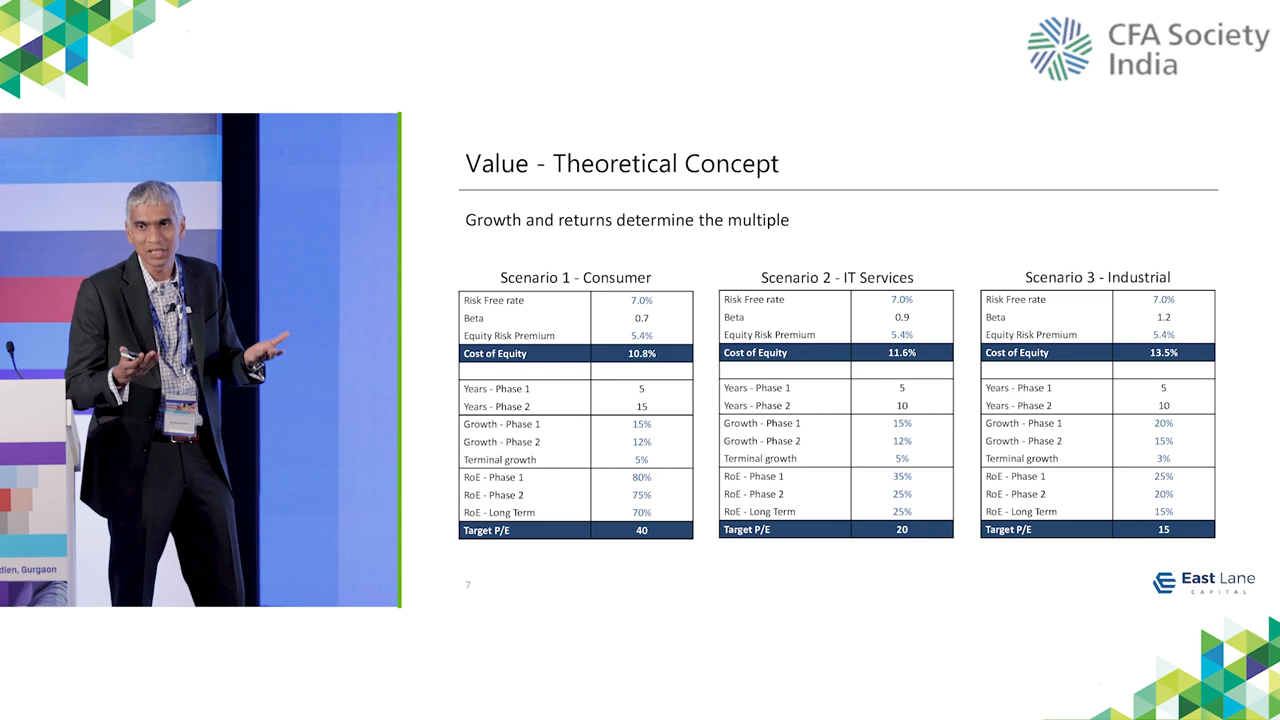 CFA Society
India
Value - Theoretical Concept
Growth and returns determine the multiple
Scenario 1 - Consumer
Risk Free rate 7.0%
Beta 0.7
Equity Risk Premium 5.4%
Cost of Equity 10.8%
Years - Phase 1 5
Years - Phase 2 15
Growth - Phase 1 15%
Growth - Phase 2 12%
Terminal growth 5%
RoE - Phase 1 80%
RoE - Phase 2 75%
RoE - Long Term 70%
Target P/E 40
Scenario 2 - IT Services
Risk Free rate 7.0%
Beta 0.9
Equity Risk Premium 5.4%
Cost of Equity 11.6%
Years - Phase 1 5
Years - Phase 2 10
Growth - Phase 1 15%
Growth - Phase 2 12%
Terminal growth 5%
RoE - Phase 1 35%
RoE - Phase 2 25%
RoE - Long Term 25%
Target P/E 20
Scenario 3 - Industrial
Risk Free rate 7.0%
Beta 1.2
Equity Risk Premium 5.4%
Cost of Equity 13.5%
Years - Phase 1 5
Years - Phase 2 10
Growth - Phase 1 20%
Growth - Phase 2 15%
Terminal growth 3%
RoE - Phase 1 25%
RoE - Phase 2 20%
RoE - Long Term 15%
Target P/E 15
7
East Lane
CAPITAL
dien, Gurgaon